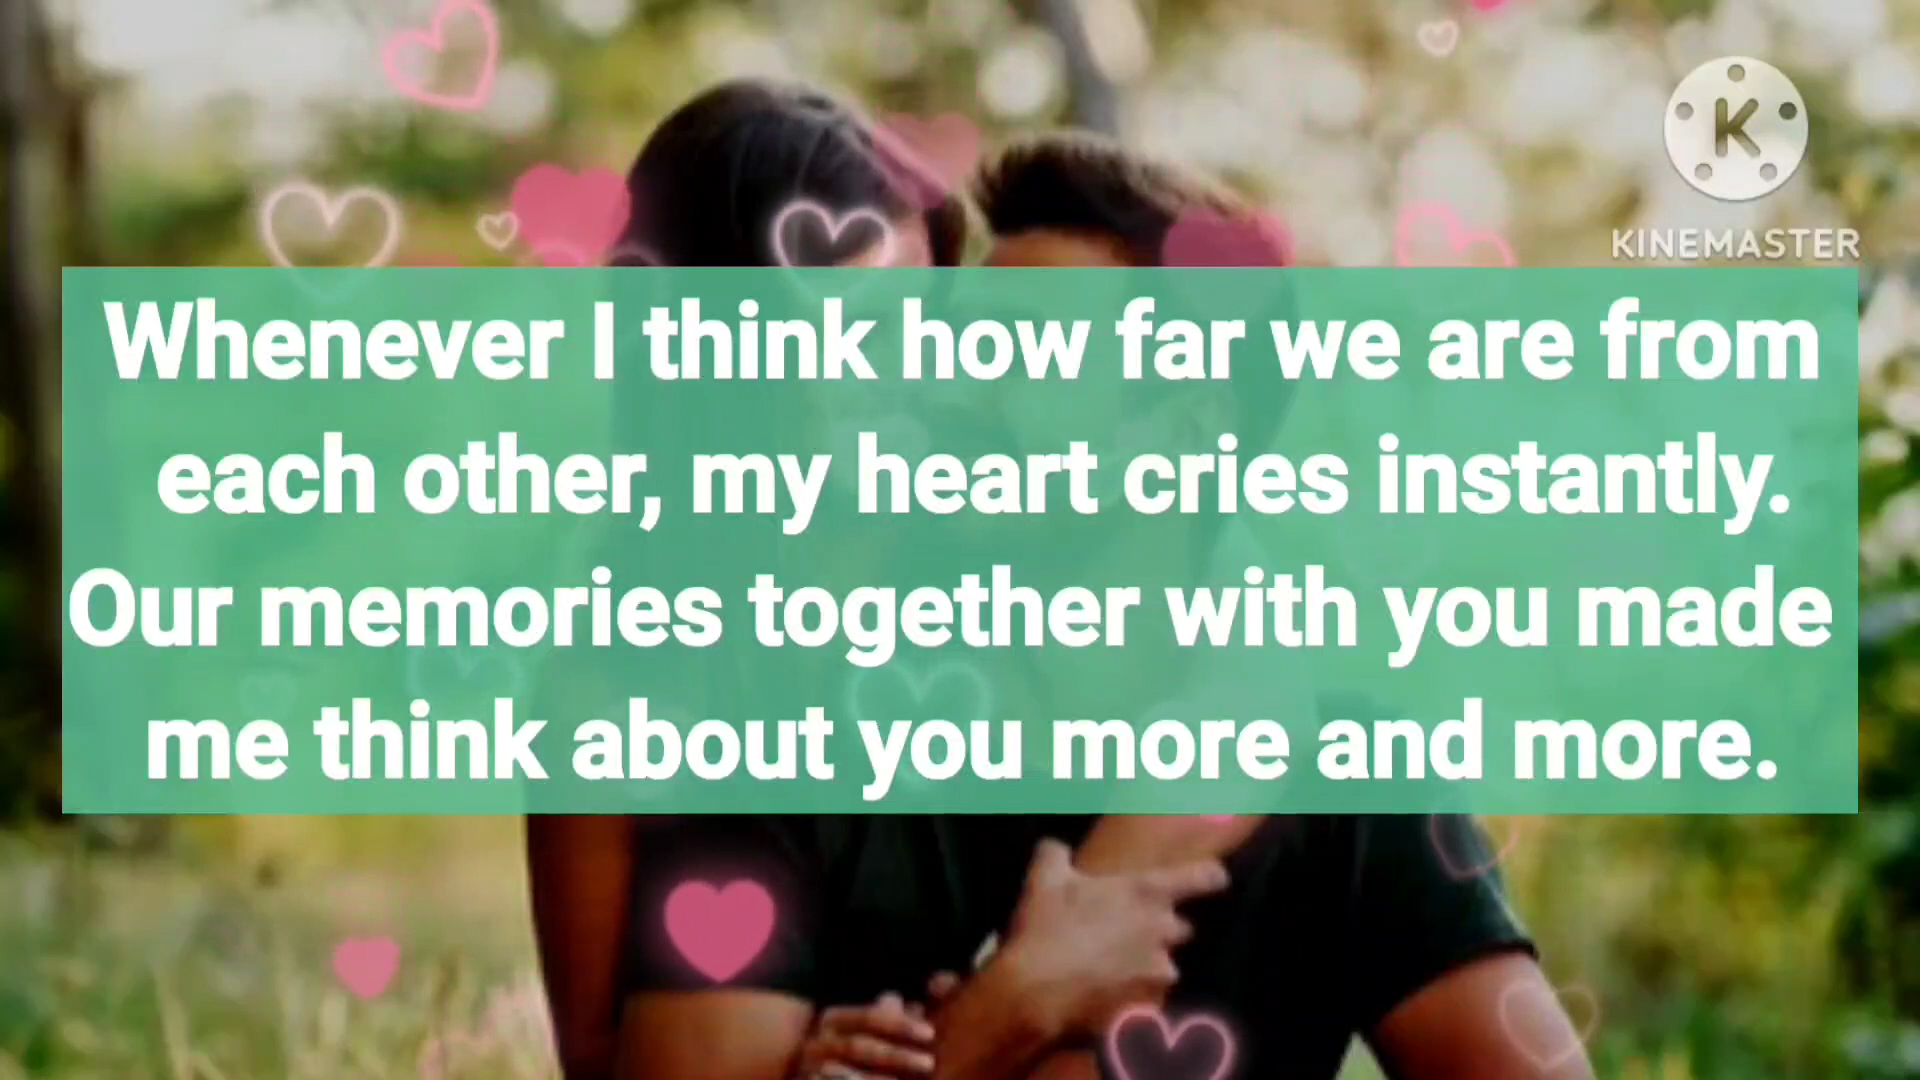 K
KINEMASTER
Whenever I think how far we are from
each other, my heart cries instantly.
Our memories together with you made
me think about you more and more.